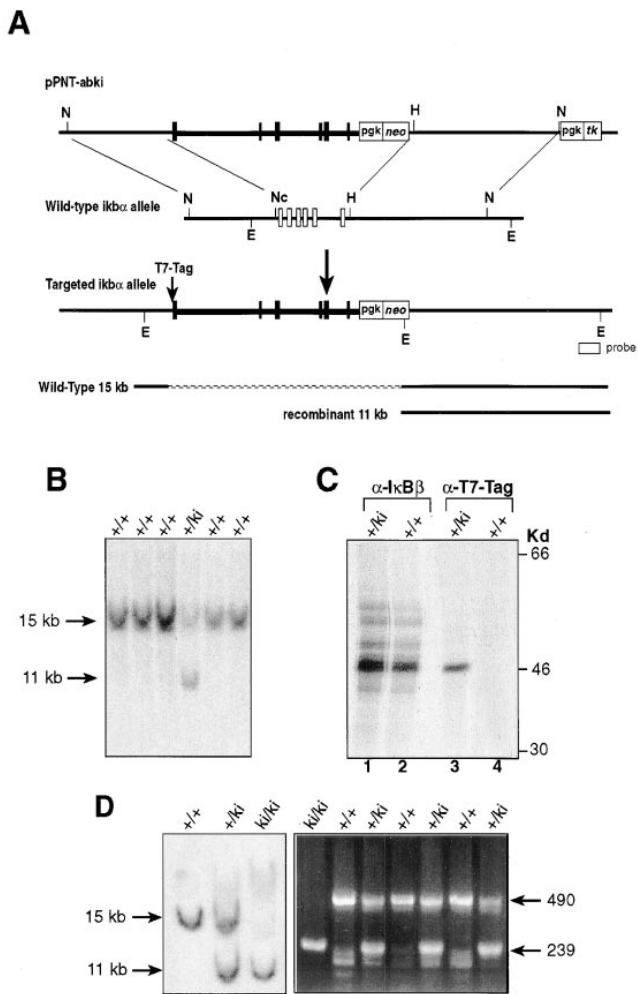 A
pPNT-abki
N H N
pgk neo pgk tk
Wild-type ikbα allele N Nc H N
E E
T7-Tag
Targeted ikbα allele
pgk neo
E E E
probe
Wild-Type 15 kb
recombinant 11 kb
B
+/+ +/+ +/+ +/ki +/+ +/+
15 kb
11 kb
C
α-IκBβ α-T7-Tag
+/ki +/+ +/ki +/+ Kd
66
46
30
1 2 3 4
D
+/+ +/ki ki/ki ki/ki +/+ +/ki +/+ +/ki +/+ +/ki
15 kb
11 kb
490
239